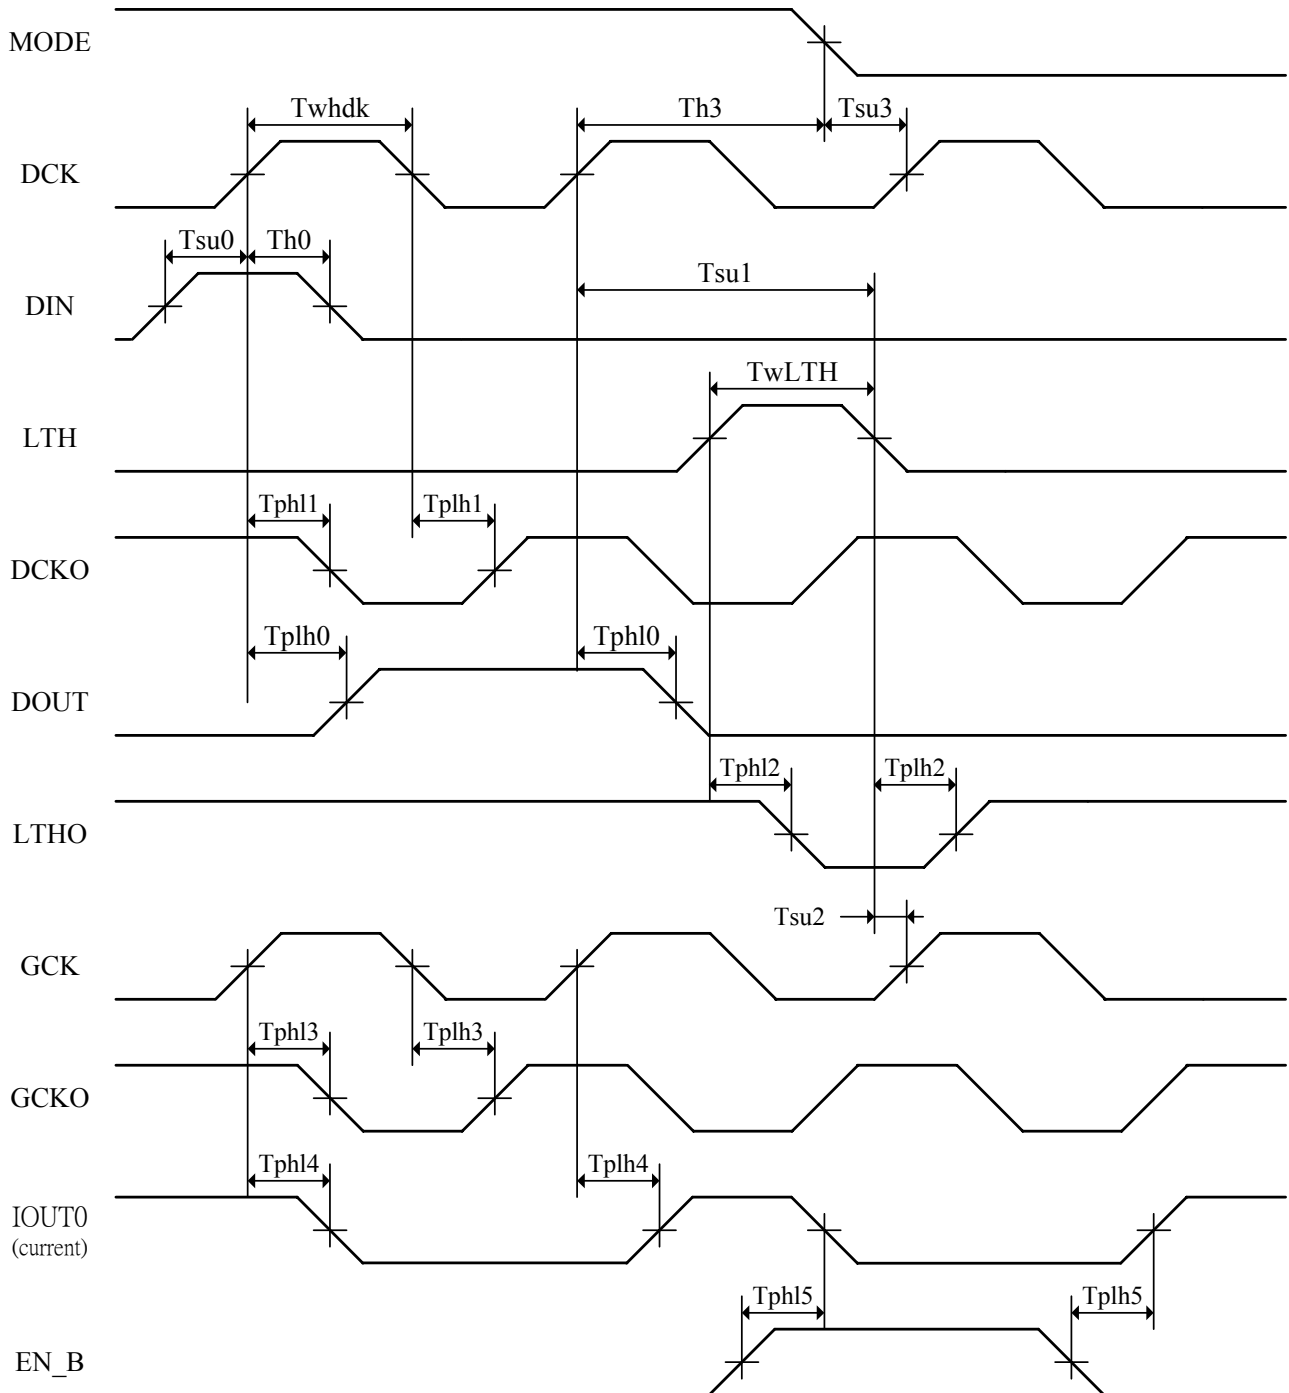 MODE
Twhdk
Th3
Tsu3
DCK
Tsu0
Th0
Tsu1
DIN
TwLTH
LTH
Tphl1
Tplh1
DCKO
Tplh0
Tphl0
DOUT
Tphl2
Tplh2
LTHO
Tsu2
GCK
Tphl3
Tplh3
GCKO
Tphl4
Tplh4
IOUT0
(current)
Tphl5
Tplh5
EN_B